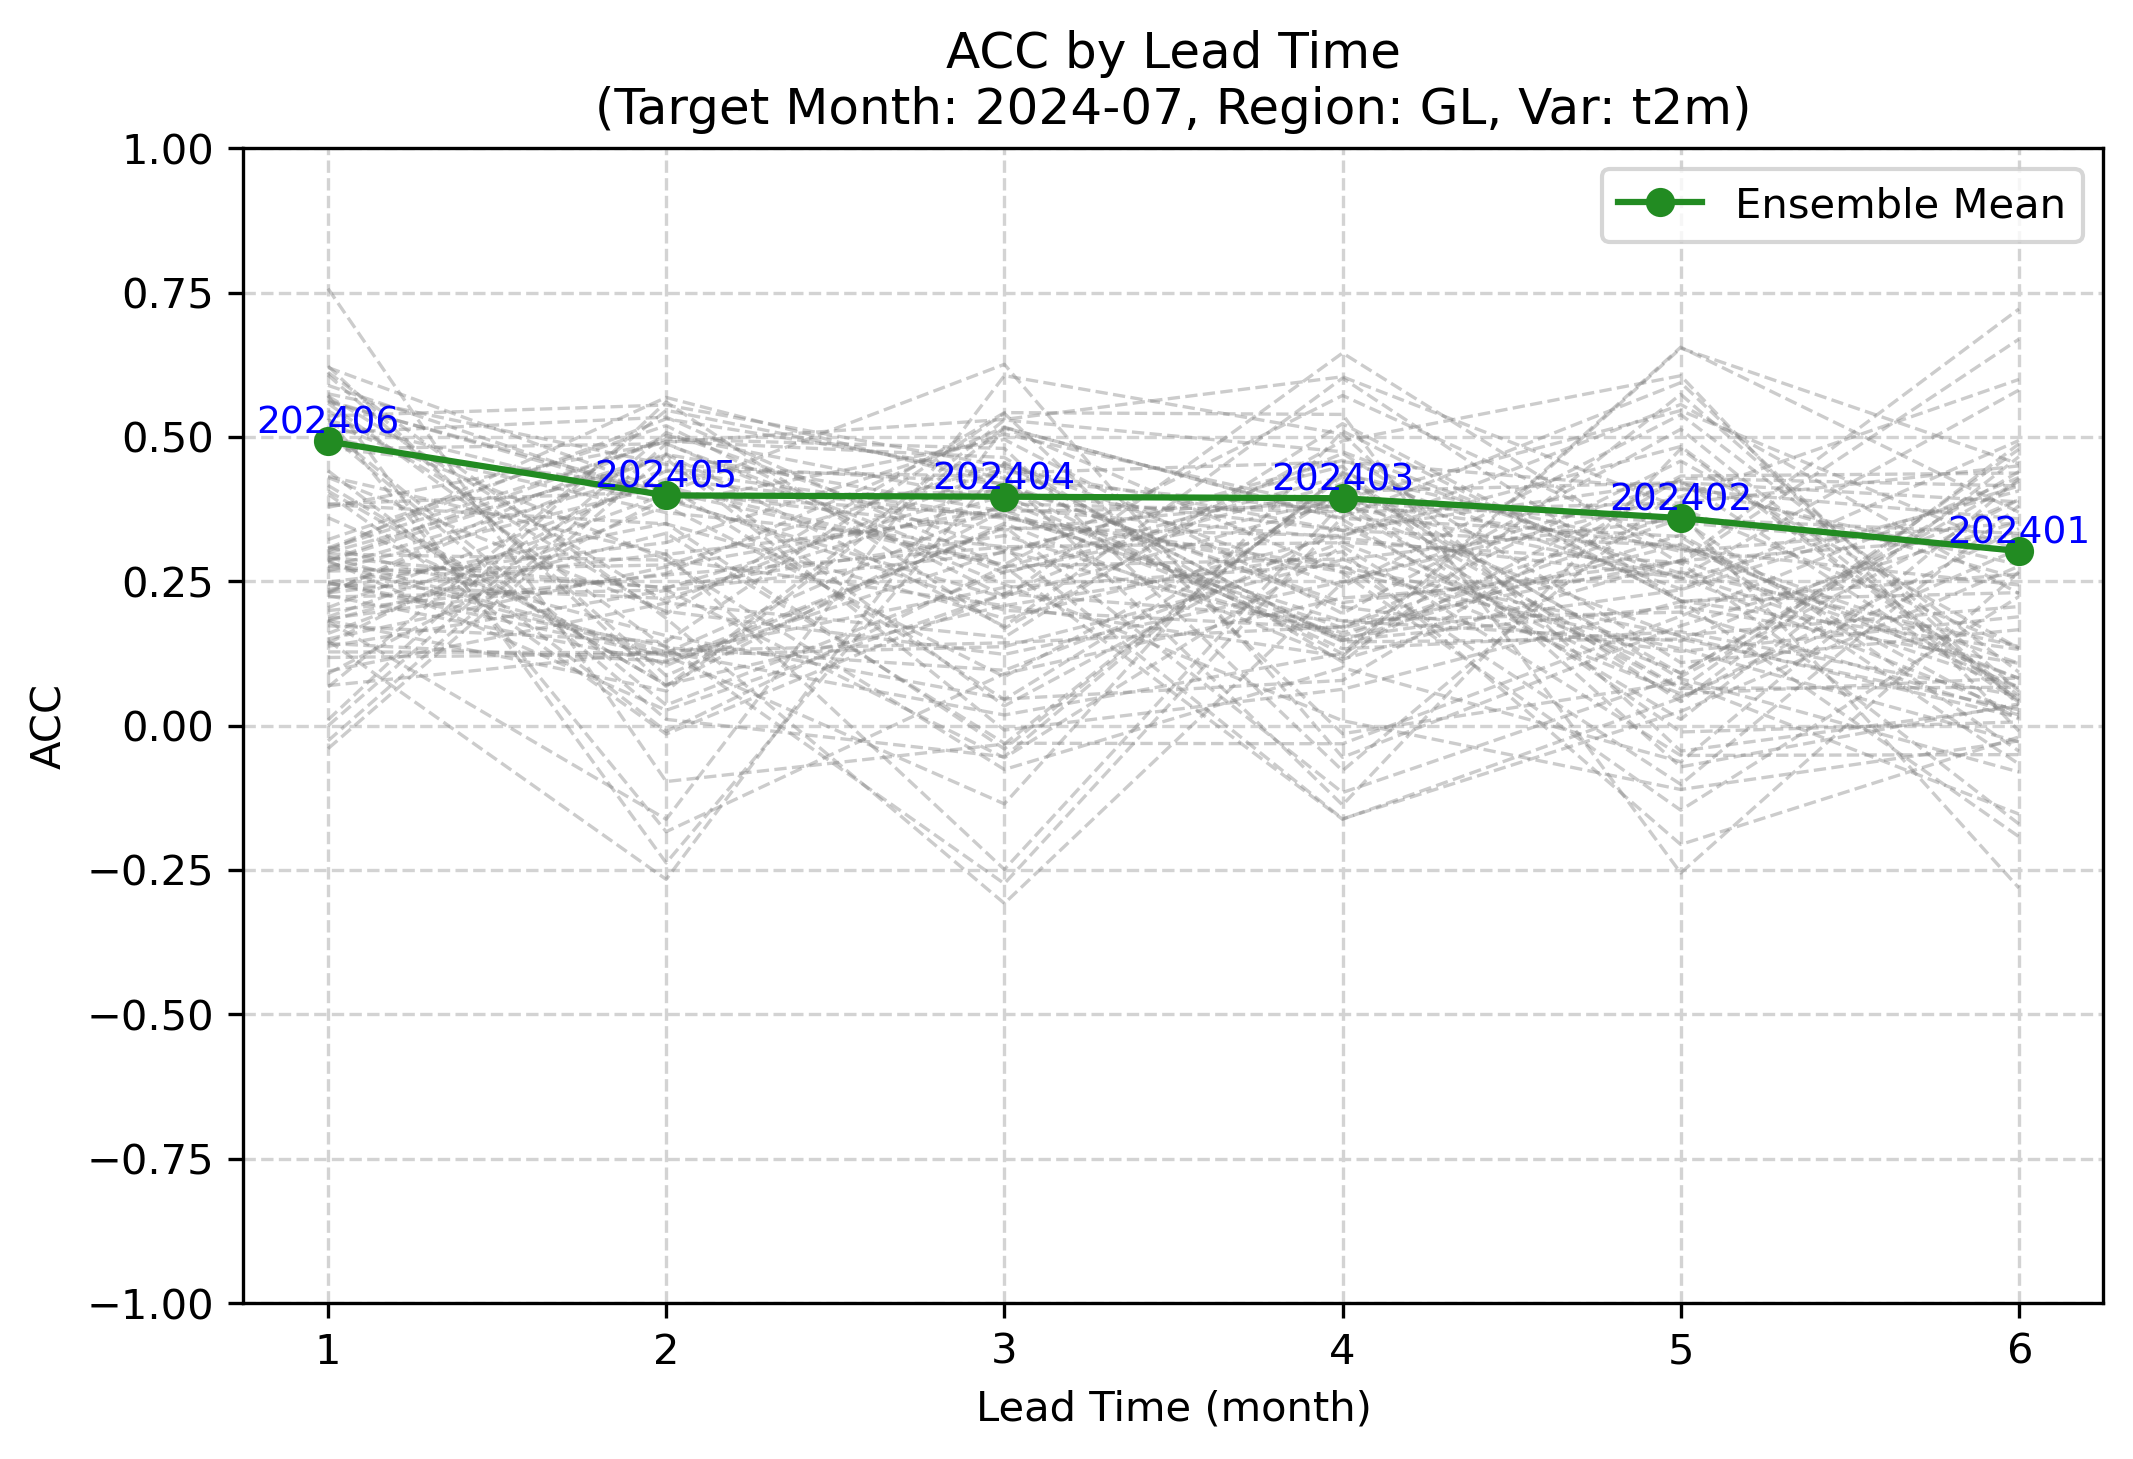 ACC by Lead Time
(Target Month: 2024-07, Region: GL, Var: t2m)
1.00
0.75
0.50
0.25
0.00
−0.25
−0.50
−0.75
−1.00
ACC
Ensemble Mean
202406
202405
202404
202403
202402
202401
1 2 3 4 5 6
Lead Time (month)